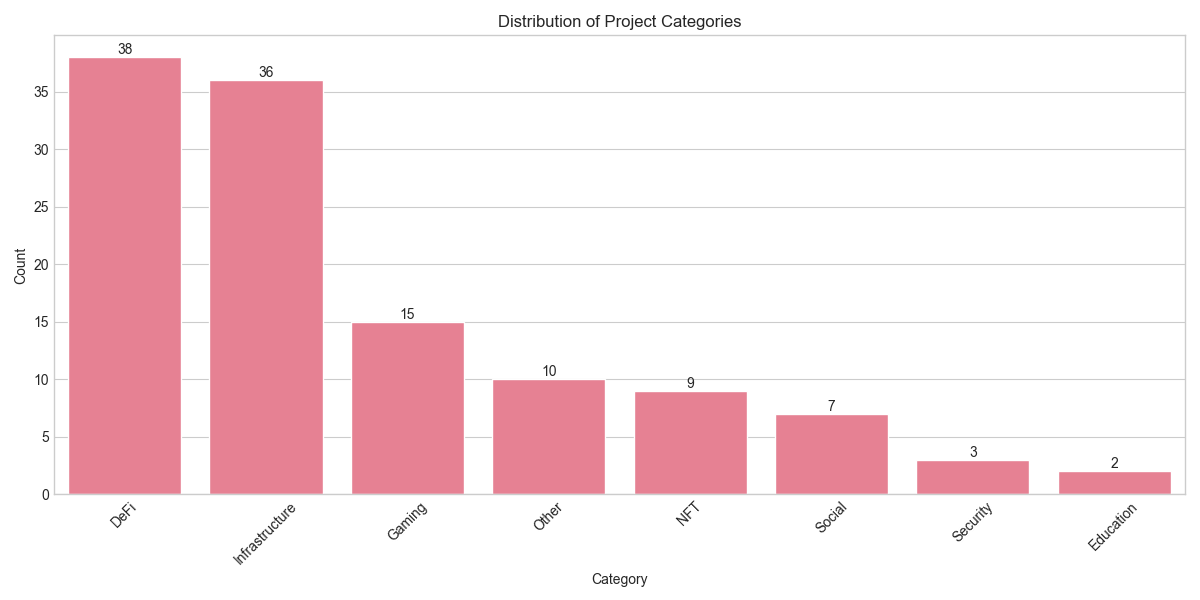 Distribution of Project Categories
38
36
15
10
9
7
3
2
35
30
25
20
15
10
5
0
Count
DeFi
Infrastructure
Gaming
Other
NFT
Social
Security
Education
Category